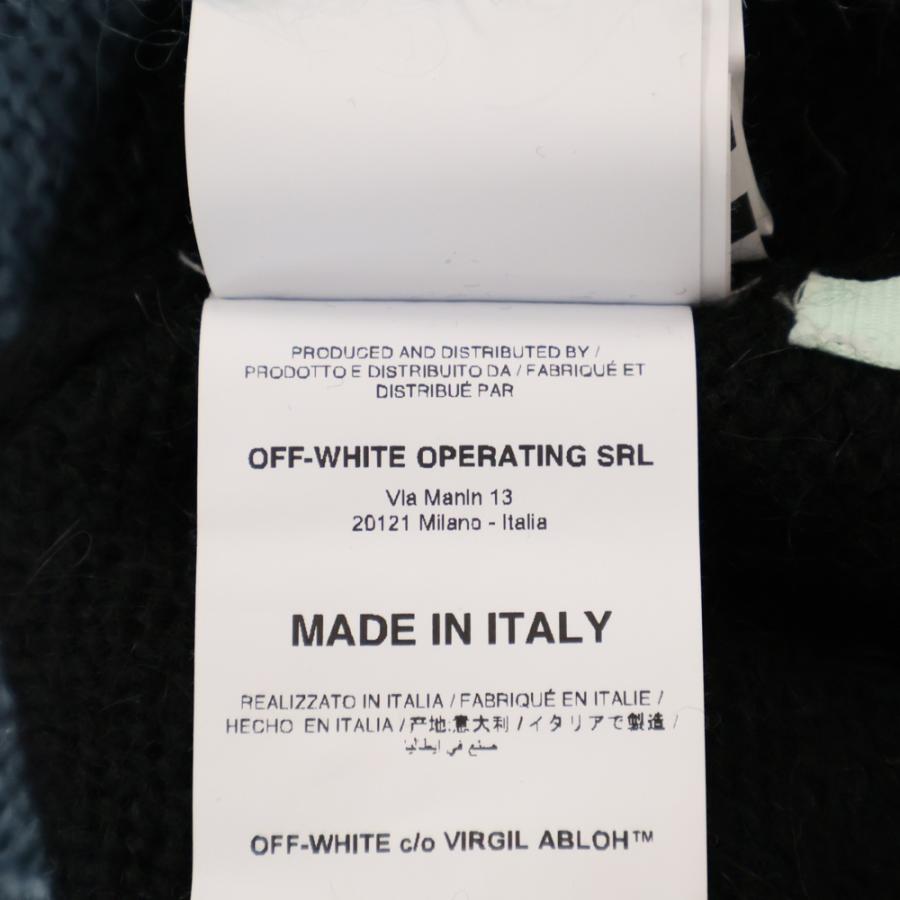 PRODUCED AND DISTRIBUTED BY /
PRODOTTO E DISTRIBUITO DA / FABRIQUÉ ET
DISTRIBUÉ PAR
OFF-WHITE OPERATING SRL
Via Manin 13
20121 Milano - Italia
MADE IN ITALY
REALIZZATO IN ITALIA / FABRIQUÉ EN ITALIE /
HECHO EN ITALIA / 产地:意大利 / イタリアで製造 /
صنع في ايطاليا
OFF-WHITE c/o VIRGIL ABLOH™